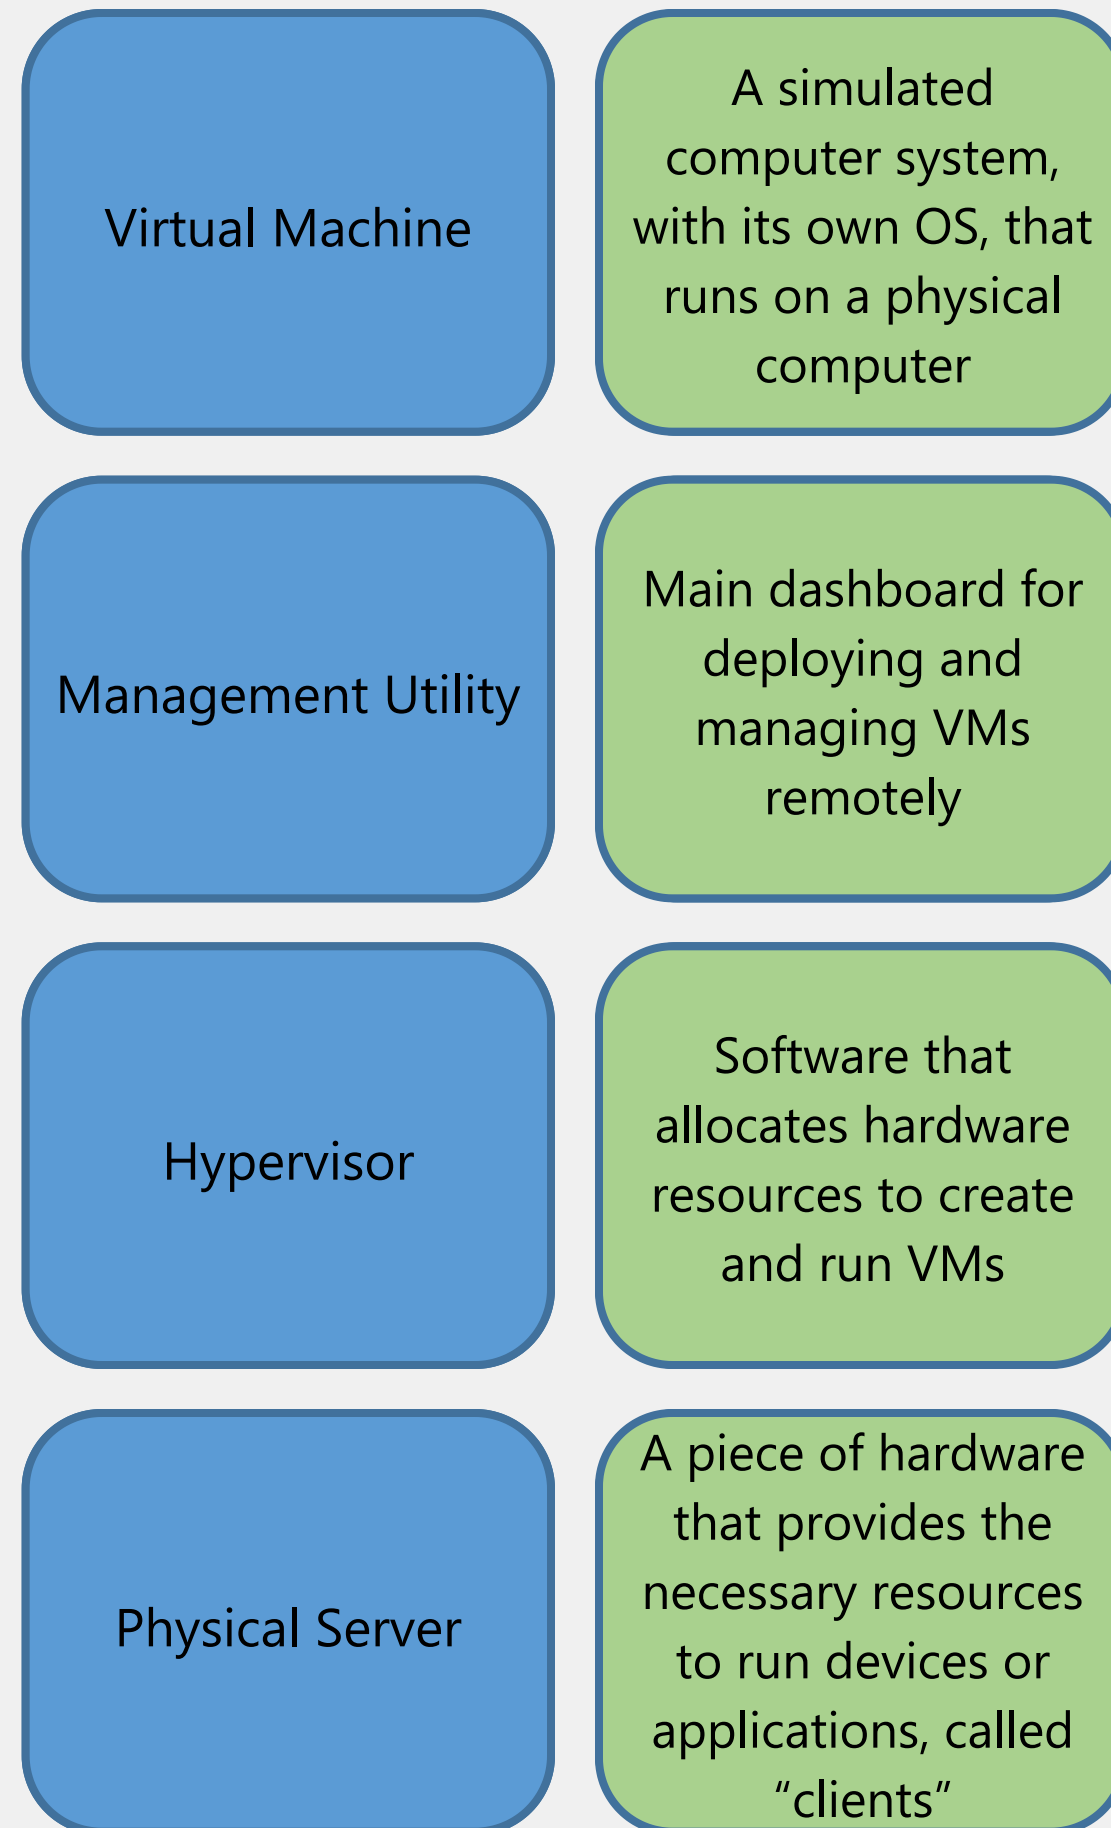 Virtual Machine
A simulated
computer system,
with its own OS, that
runs on a physical
computer
Management Utility
Main dashboard for
deploying and
managing VMs
remotely
Hypervisor
Software that
allocates hardware
resources to create
and run VMs
Physical Server
A piece of hardware
that provides the
necessary resources
to run devices or
applications, called
“clients”